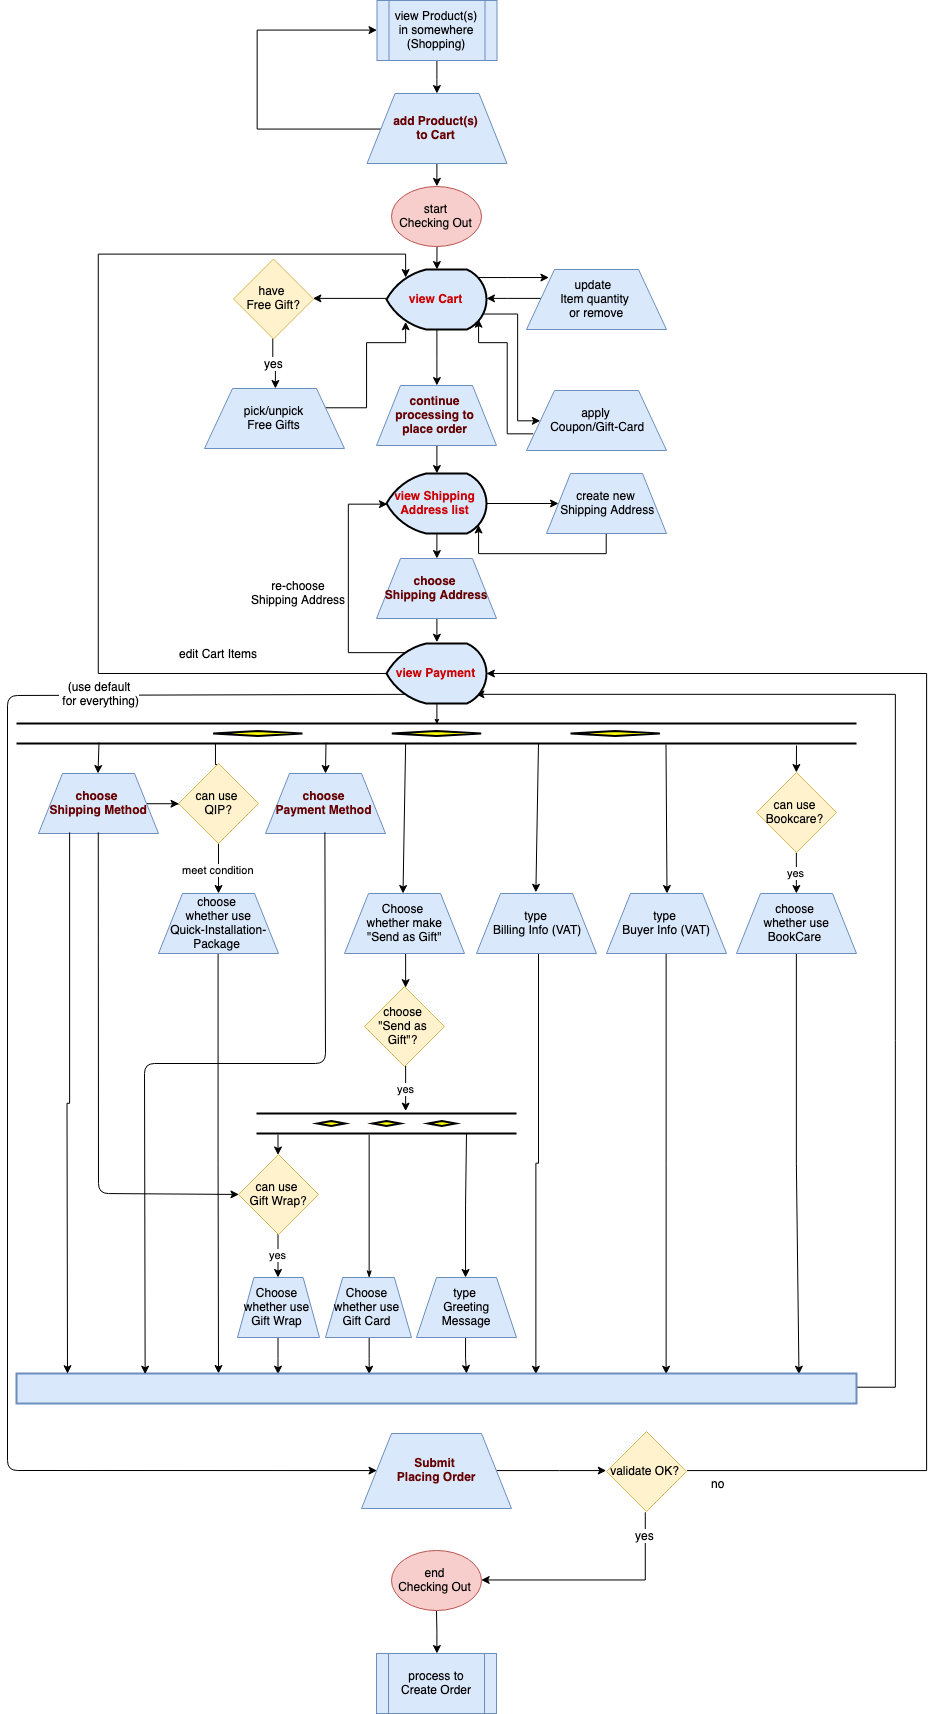 view Product(s)
in somewhere
(Shopping)
add Product(s)
to Cart
start
Checking Out
have
Free Gift?
view Cart
update
Item quantity
or remove
yes
pick/unpick
Free Gifts
continue
processing to
place order
apply
Coupon/Gift-Card
view Shipping
Address list
create new
Shipping Address
re-choose
Shipping Address
choose
Shipping Address
edit Cart Items
view Payment
(use default
for everything)
choose
Shipping Method
can use
QIP?
choose
Payment Method
can use
Bookcare?
meet condition
yes
choose
whether use
Quick-Installation-
Package
Choose
whether make
"Send as Gift"
type
Billing Info (VAT)
type
Buyer Info (VAT)
choose
whether use
BookCare
choose
"Send as
Gift"?
yes
can use
Gift Wrap?
yes
Choose
whether use
Gift Wrap
Choose
whether use
Gift Card
type
Greeting
Message
Submit
Placing Order
validate OK?
no
yes
end
Checking Out
process to
Create Order